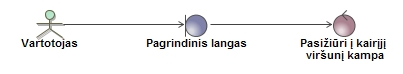 Vartotojas
Pagrindinis langas
Pasižiūri į kairįjį
viršunį kampa